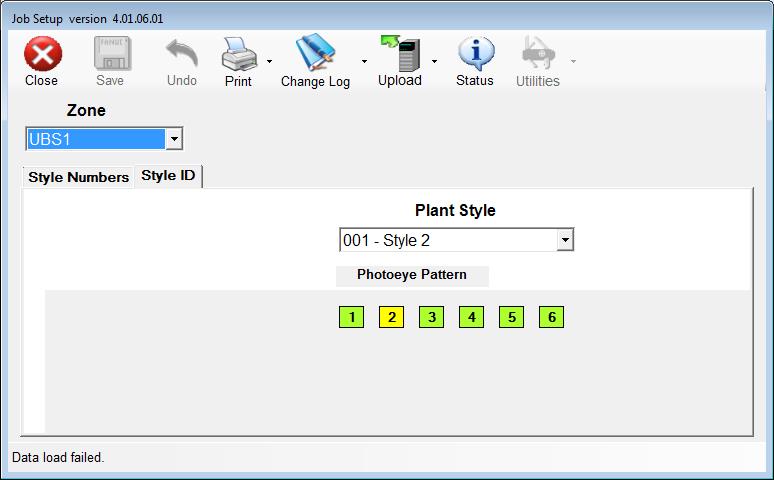 Job Setup version 4.01.06.01
FANUC
Close Save Undo Print Change Log Upload Status Utilities
Zone
UBS1
Style Numbers Style ID
Plant Style
001 - Style 2
Photoeye Pattern
1 2 3 4 5 6
Data load failed.